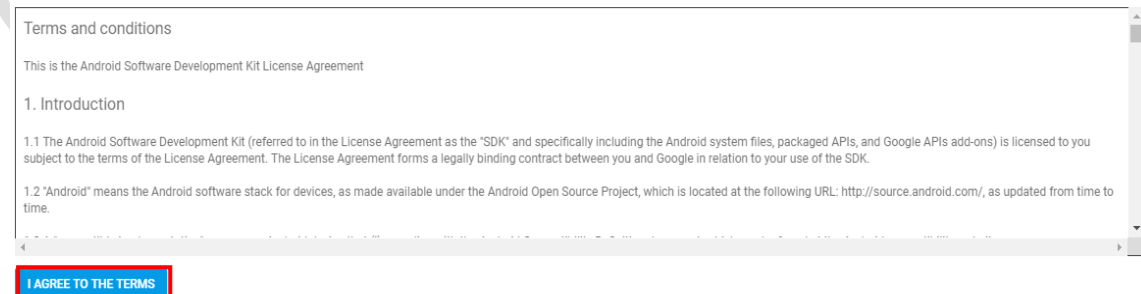 Terms and conditions
This is the Android Software Development Kit License Agreement
1. Introduction
1.1 The Android Software Development Kit (referred to in the License Agreement as the "SDK" and specifically including the Android system files, packaged APIs, and Google APIs add-ons) is licensed to you
subject to the terms of the License Agreement. The License Agreement forms a legally binding contract between you and Google in relation to your use of the SDK.
1.2 "Android" means the Android software stack for devices, as made available under the Android Open Source Project, which is located at the following URL: http://source.android.com/, as updated from time to
time.
I AGREE TO THE TERMS